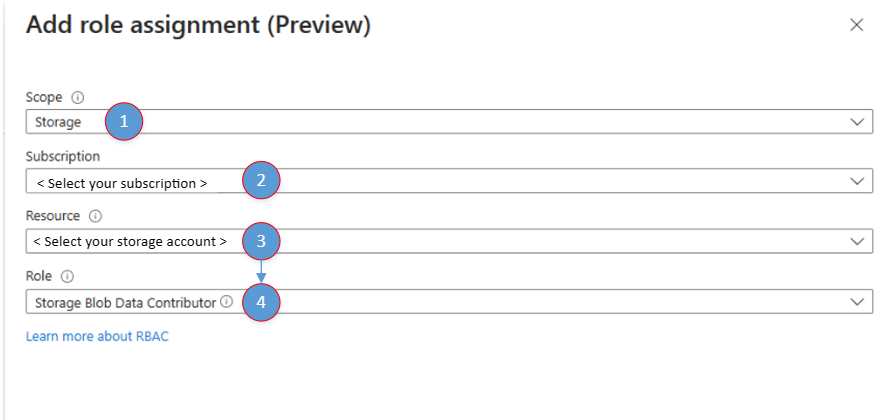 Add role assignment (Preview)
Scope
Storage 1
Subscription
< Select your subscription > 2
Resource
< Select your storage account > 3
Role
Storage Blob Data Contributor 4
Learn more about RBAC